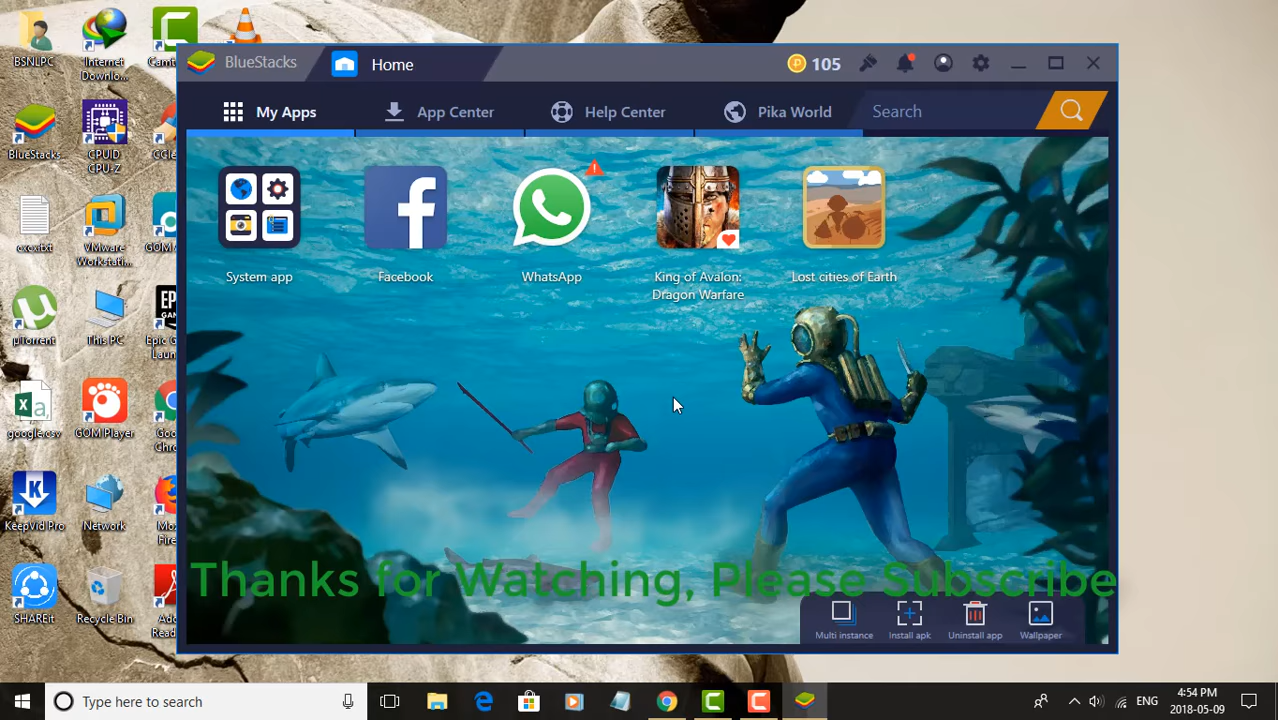 BSNLPC
Internet
Downlo...
BlueStacks
CPUID
CPU-Z
cxcxtxt
VMware
Workstati...
µTorrent
This PC
google.csv
GOM Player
KeepVid Pro
Network
SHAREit
Recycle Bin
BlueStacks
Home
105
My Apps
App Center
Help Center
Pika World
Search
System app
Facebook
WhatsApp
King of Avalon:
Dragon Warfare
Lost cities of Earth
Thanks for Watching, Please Subscribe
Multi instance
Install apk
Uninstall app
Wallpaper
Type here to search
ENG
4:54 PM
2018-05-09